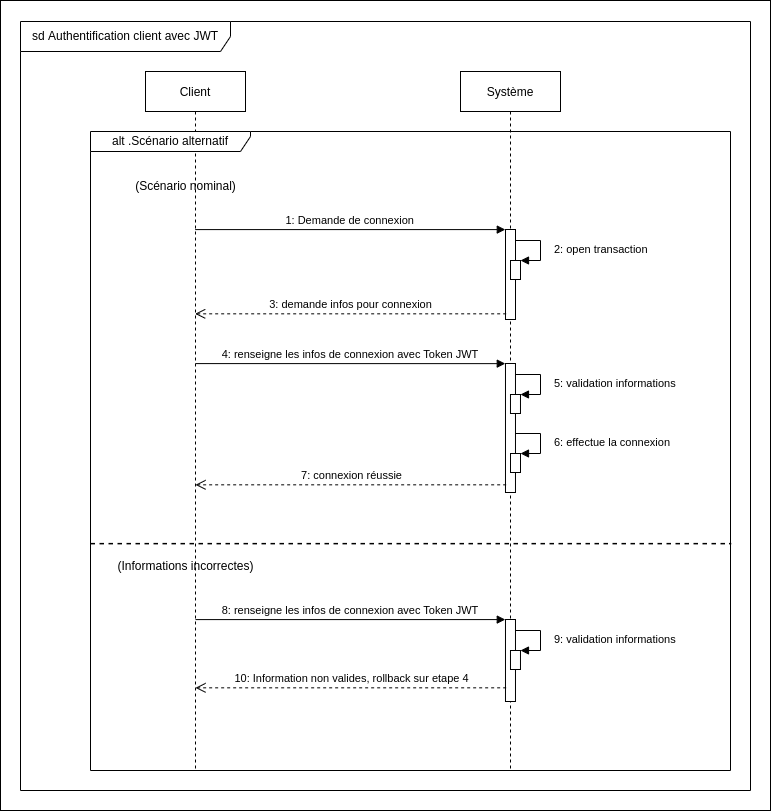 sd Authentification client avec JWT
Client
Système
alt .Scénario alternatif
(Scénario nominal)
1: Demande de connexion
2: open transaction
3: demande infos pour connexion
4: renseigne les infos de connexion avec Token JWT
5: validation informations
6: effectue la connexion
7: connexion réussie
(Informations incorrectes)
8: renseigne les infos de connexion avec Token JWT
9: validation informations
10: Information non valides, rollback sur etape 4